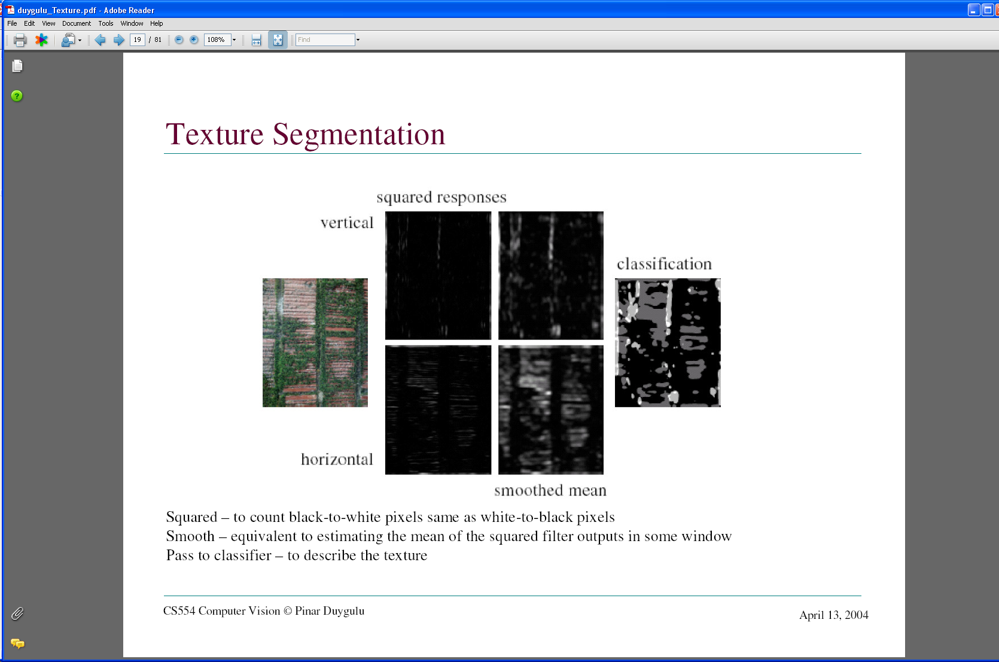 duygulu_Texture.pdf - Adobe Reader
File Edit View Document Tools Window Help
19 / 81 108% Find
Texture Segmentation
squared responses
vertical
classification
horizontal
smoothed mean
Squared – to count black-to-white pixels same as white-to-black pixels
Smooth – equivalent to estimating the mean of the squared filter outputs in some window
Pass to classifier – to describe the texture
CS554 Computer Vision © Pinar Duygulu
April 13, 2004